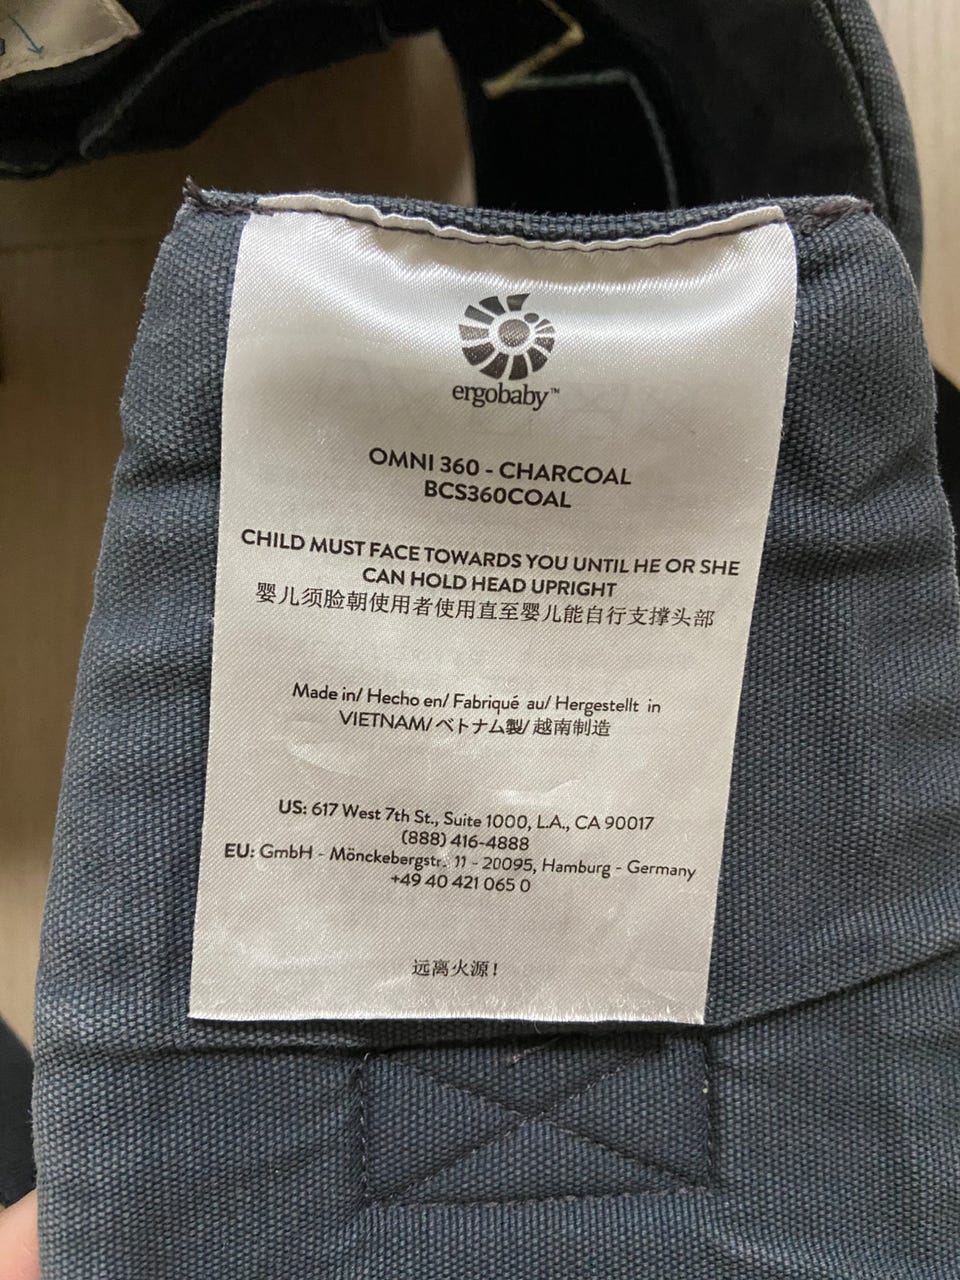 ergobaby™
OMNI 360 - CHARCOAL
BCS360COAL
CHILD MUST FACE TOWARDS YOU UNTIL HE OR SHE
CAN HOLD HEAD UPRIGHT
婴儿须脸朝使用者使用直至婴儿能自行支撑头部
Made in/ Hecho en/ Fabriqué au/ Hergestellt in
VIETNAM/ベトナム製/越南制造
US: 617 West 7th St., Suite 1000, L.A., CA 90017
(888) 416-4888
EU: GmbH - Mönckebergstr. 11 - 20095, Hamburg - Germany
+49 40 421 065 0
远离火源!